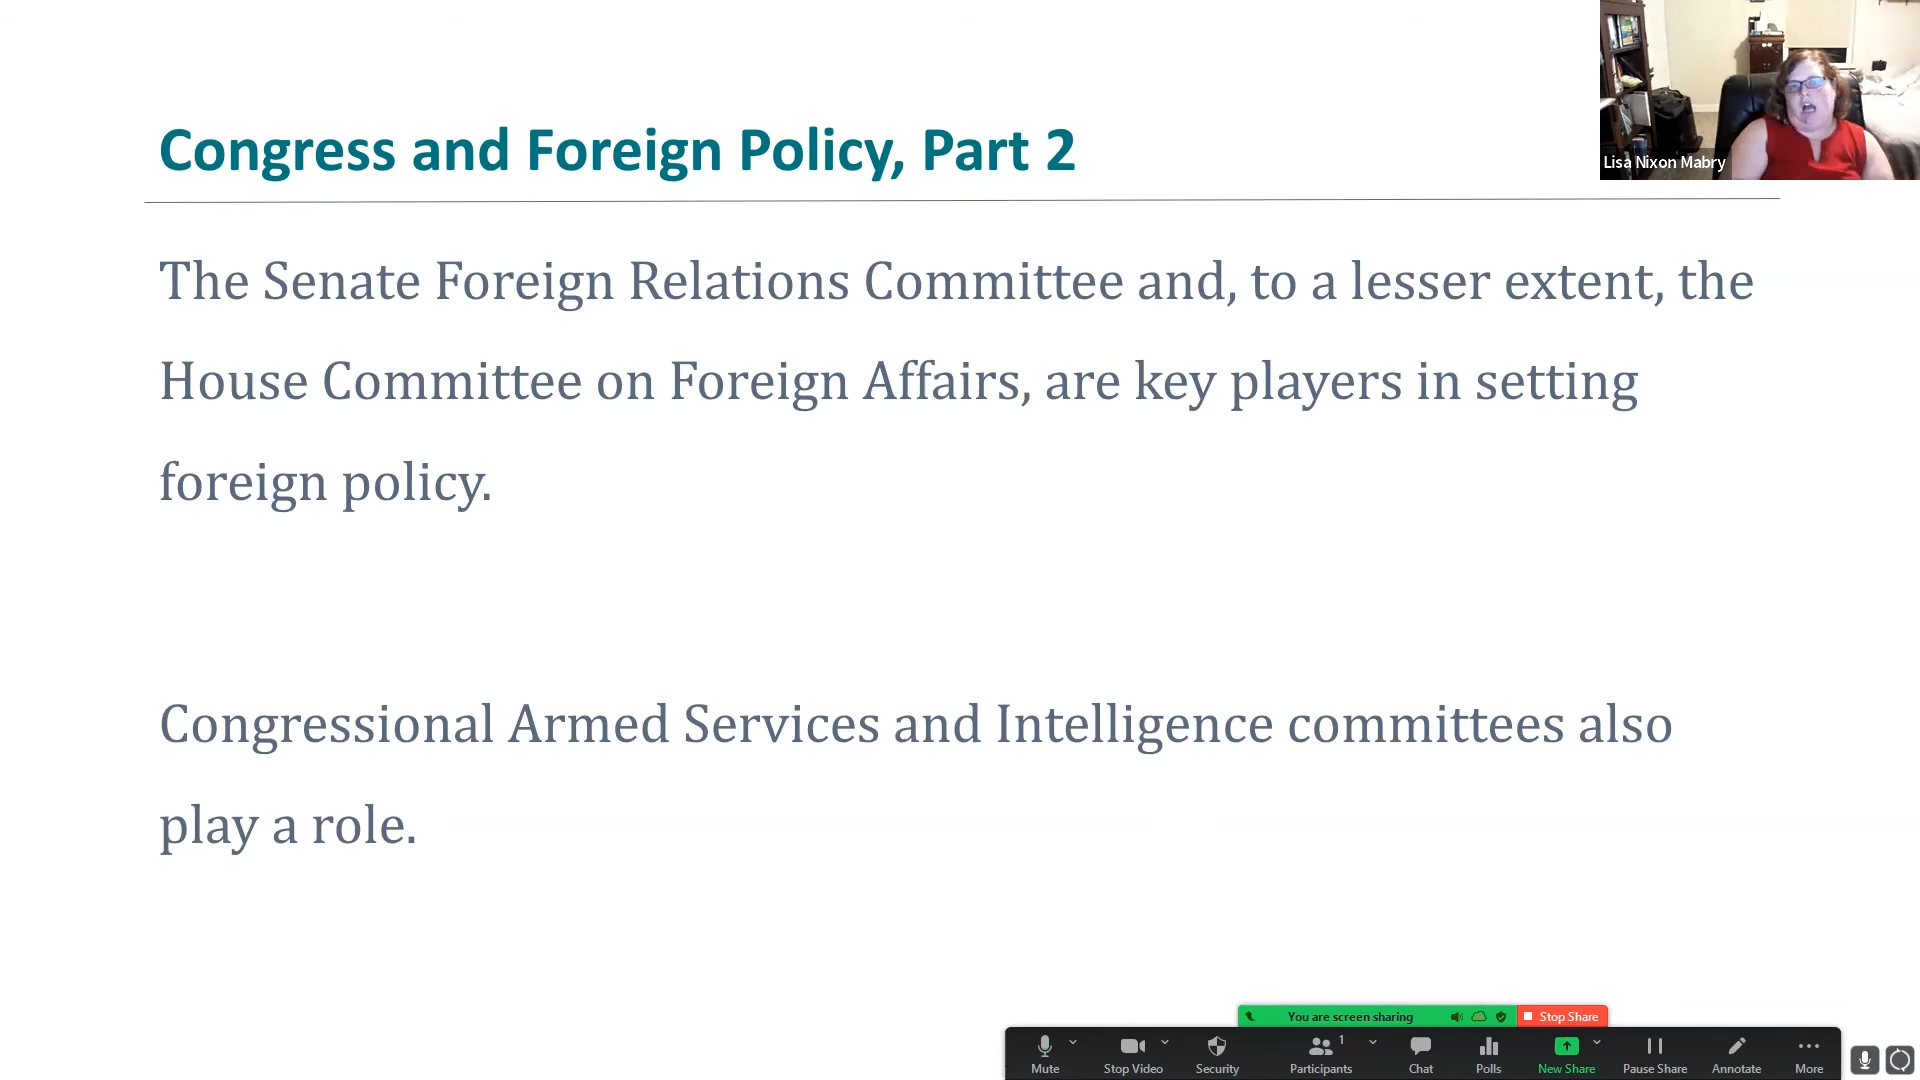 Congress and Foreign Policy, Part 2
Lisa Nixon Mabry
The Senate Foreign Relations Committee and, to a lesser extent, the
House Committee on Foreign Affairs, are key players in setting
foreign policy.
Congressional Armed Services and Intelligence committees also
play a role.
You are screen sharing
Stop Share
Mute
Stop Video
Security
1
Participants
Chat
Polls
New Share
Pause Share
Annotate
More